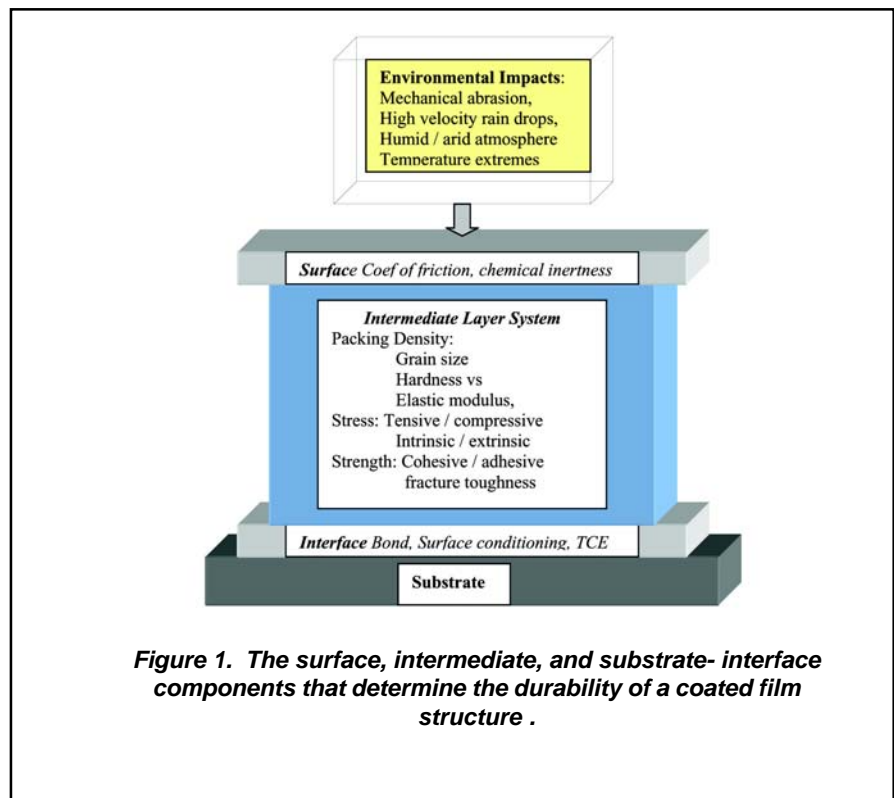 Environmental Impacts:
Mechanical abrasion,
High velocity rain drops,
Humid / arid atmosphere
Temperature extremes
Surface Coef of friction, chemical inertness
Intermediate Layer System
Packing Density:
Grain size
Hardness vs
Elastic modulus,
Stress: Tensive / compressive
Intrinsic / extrinsic
Strength: Cohesive / adhesive
fracture toughness
Interface Bond, Surface conditioning, TCE
Substrate
Figure 1. The surface, intermediate, and substrate- interface
components that determine the durability of a coated film
structure .